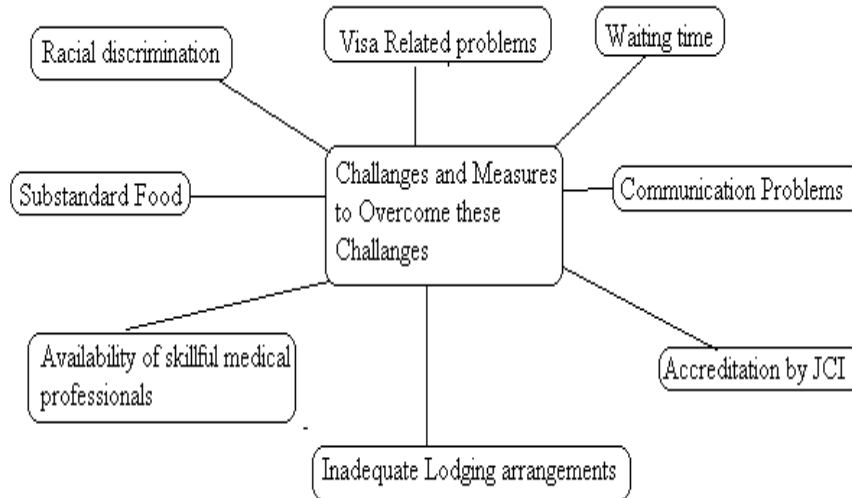 Racial discrimination
Visa Related problems
Waiting time
Substandard Food
Challanges and Measures
to Overcome these
Challanges
Communication Problems
Availability of skillful medical
professionals
Accreditation by JCI
Inadequate Lodging arrangements